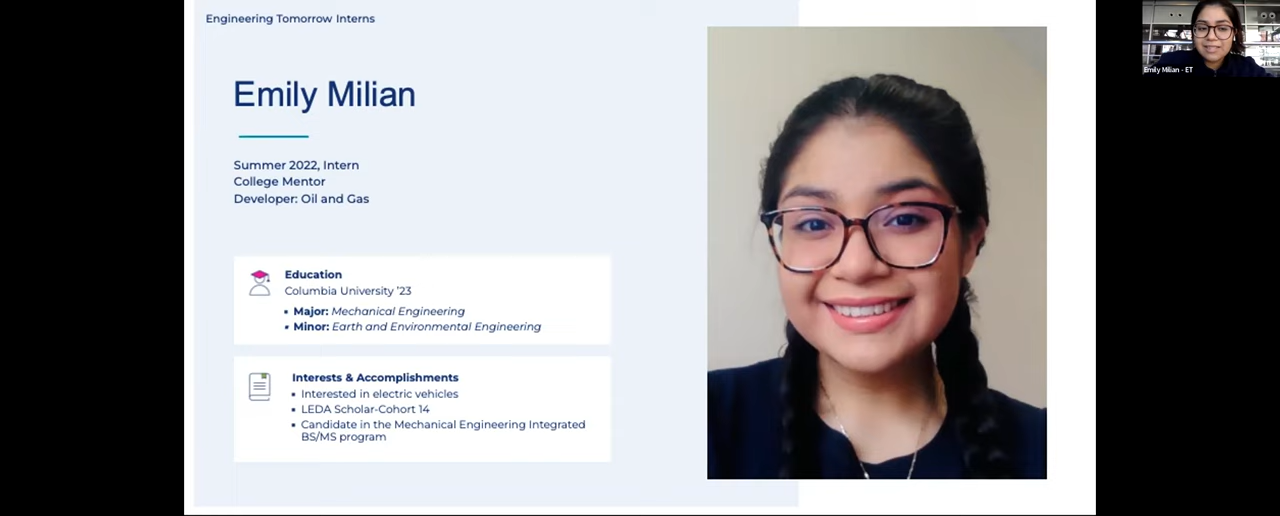 Engineering Tomorrow Interns
Emily Milian
Summer 2022, Intern
College Mentor
Developer: Oil and Gas
Education
Columbia University ’23
▪ Major: Mechanical Engineering
▪ Minor: Earth and Environmental Engineering
Interests & Accomplishments
▪ Interested in electric vehicles
▪ LEDA Scholar-Cohort 14
▪ Candidate in the Mechanical Engineering Integrated
BS/MS program
Emily Milian - ET